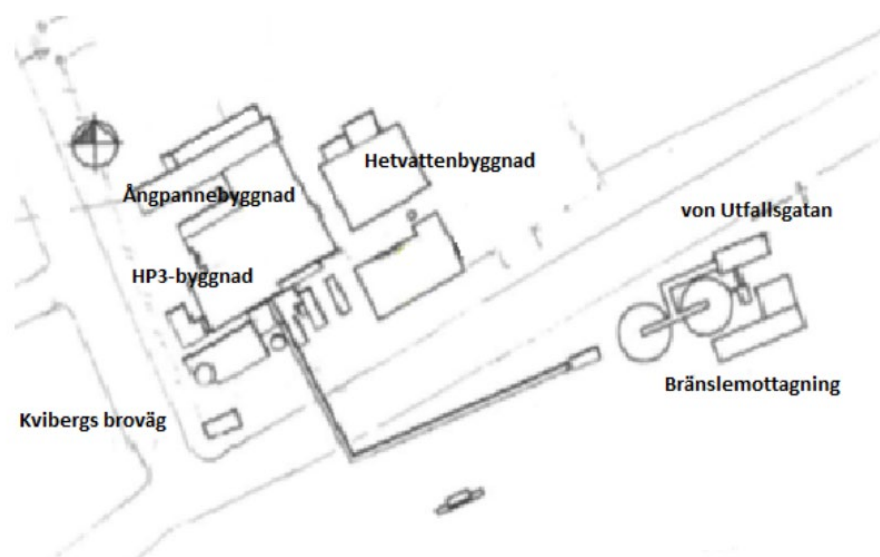 Hetvattenbyggnad
Ångpannebyggnad
von Utfallsgatan
HP3-byggnad
Bränslemottagning
Kvibergs broväg